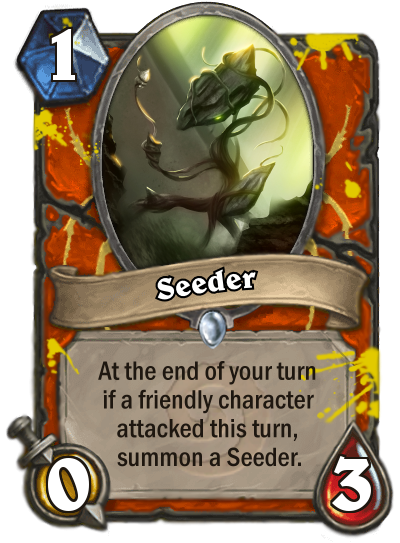 1
Seeder
At the end of your turn
if a friendly character
attacked this turn,
summon a Seeder.
0
3